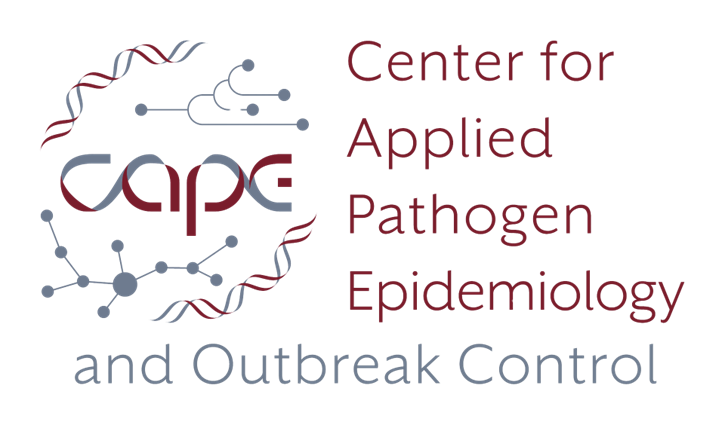 cape
Center for
Applied
Pathogen
Epidemiology
and Outbreak Control